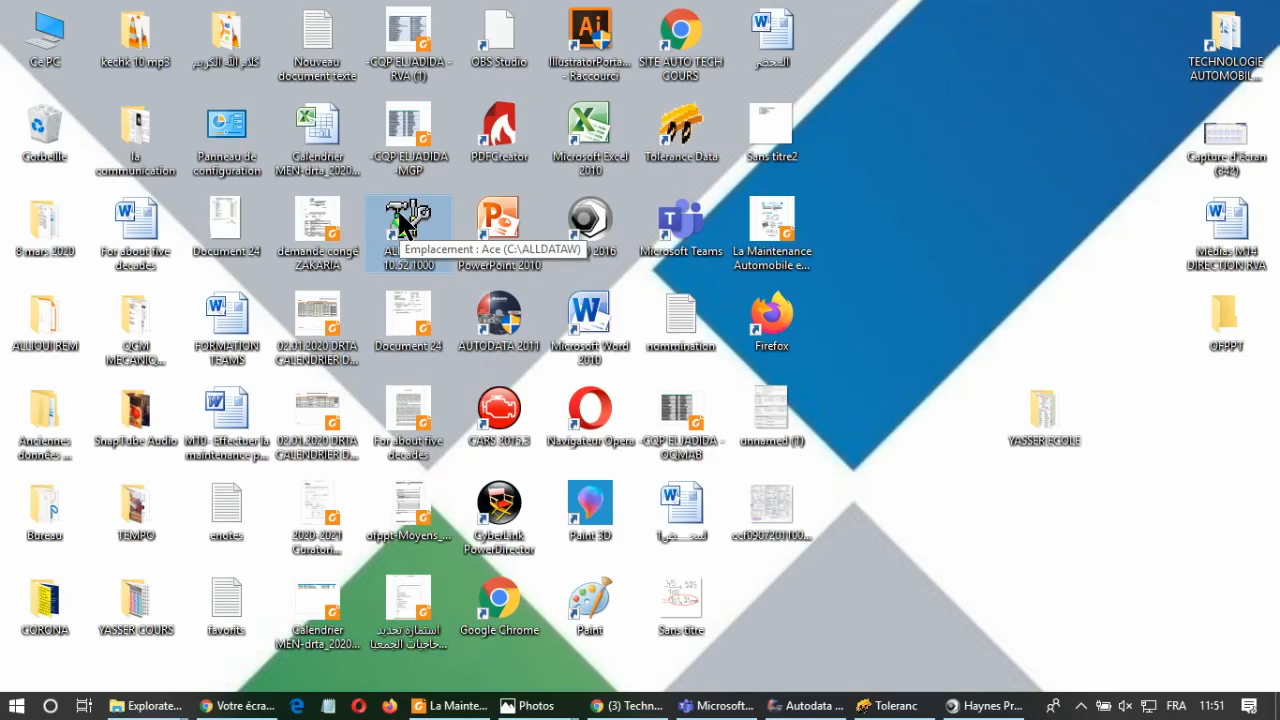 Ce PC
kechk 10 mp3
كلام الله الكريم
Nouveau
document texte
-CQP ELJADIDA -
RVA (1)
OBS Studio
IllustratorPorta...
- Raccourci
SITE AUTO TECH
COURS
المحضر
TECHNOLOGIE
AUTOMOBIL...
Corbeille
la
communication
Panneau de
configuration
Calendrier
MEN-drta_2020...
-CQP ELJADIDA
-MGP
PDFCreator
Microsoft Excel
2010
Tolerance Data
Sans titre2
Capture d'écran
(342)
8 mars 2020
For about five
decades
Document 24
demande congé
ZAKARIA
10.52.1000
Emplacement : Ace (C:\ALLDATAW)
PowerPoint 2010
2016
Microsoft Teams
La Maintenance
Automobile e...
Médias M14
DIRECTION RVA
ALLIOUI REM
QCM
MECANIC,...
FORMATION
TEAMS
02.01.2020 DRTA
CALENDRIER D...
Document 24
AUTODATA 2011
Microsoft Word
2010
nommination
Firefox
OFPPT
Anciennes
données ...
SnapTube Audio
M10- Effectuer la
maintenance p...
02.01.2020 DRTA
CALENDRIER D...
For about five
decades
CARS 2015.3
Navigateur Opera
-CQP ELJADIDA -
OQMAB
unnamed (1)
YASSER ECOLE
Bureau
TEMPO
enotes
2020-2021
Curatori...
ofppt-Moyens_...
CyberLink
PowerDirector
Paint 3D
ccf0907201100...
CORONA
YASSER COURS
favorits
Calendrier
MEN-drta_2020...
استمارة تحديد
حاجيات الجمعيا...
Google Chrome
Paint
Sans titre
Explorate...
Votre écra...
La Mainte...
Photos
(3) Techn...
Microsoft...
Autodata ...
Toleranc
Haynes Pr...
FRA
11:51